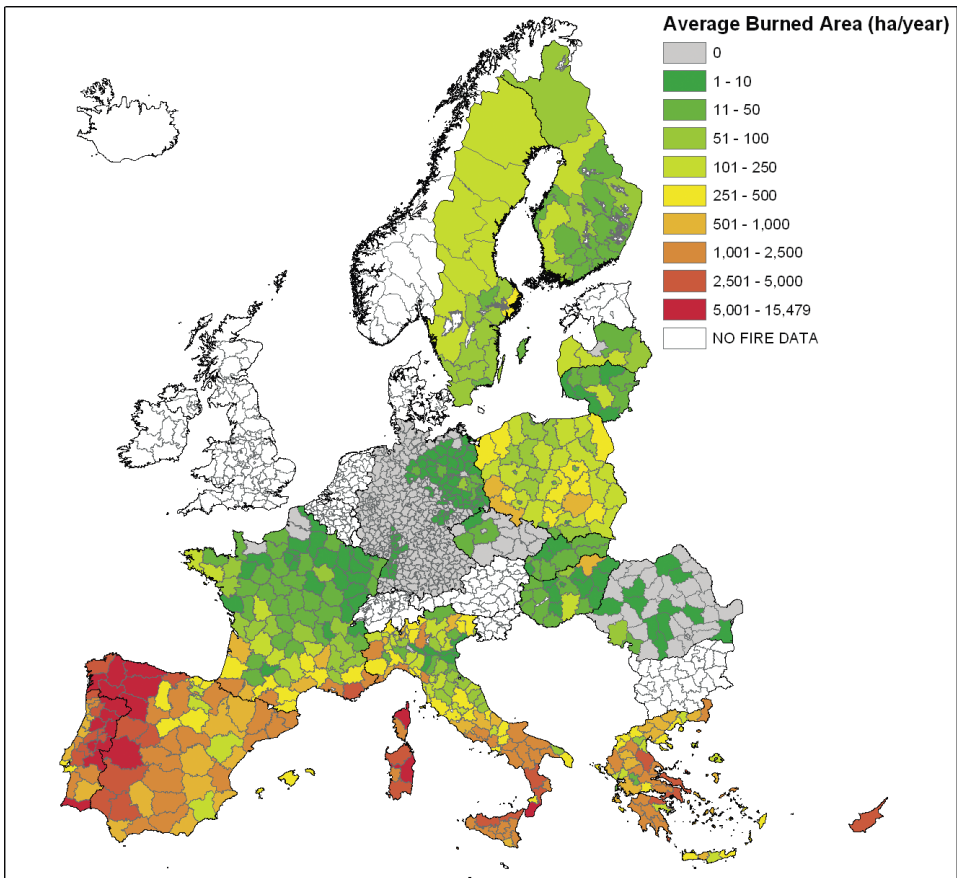 Average Burned Area (ha/year)
0
1 - 10
11 - 50
51 - 100
101 - 250
251 - 500
501 - 1,000
1,001 - 2,500
2,501 - 5,000
5,001 - 15,479
NO FIRE DATA